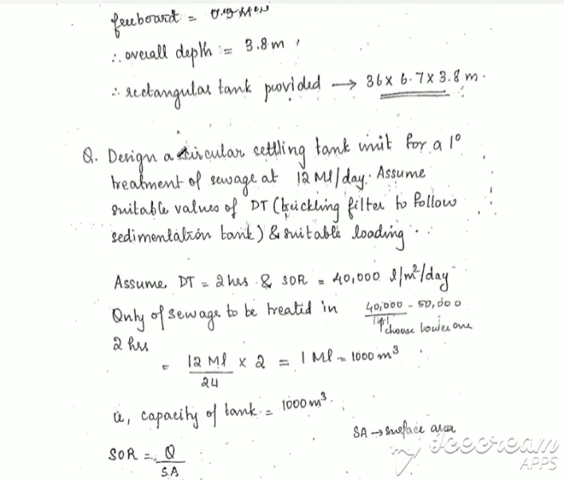 freeboard =
∴ overall depth = 3.8 m
∴ rectangular tank provided → 36 x 6.7 x 3.8 m.
Q. Design a circular settling tank unit for a 1°
treatment of sewage at 12 Ml/day. Assume
suitable values of DT (trickling filter to follow
sedimentation tank) & suitable loading.
Assume DT = 2 hrs & SOR = 40,000 l/m²/day
Qnty of sewage to be treated in
2 hrs
40,000 - 50,000
choose lower one
= 12 Ml/24 x 2 = 1 Ml = 1000 m³
ie, capacity of tank = 1000 m³.
SA → surface area
SOR = Q/SA
Icecream
APPS